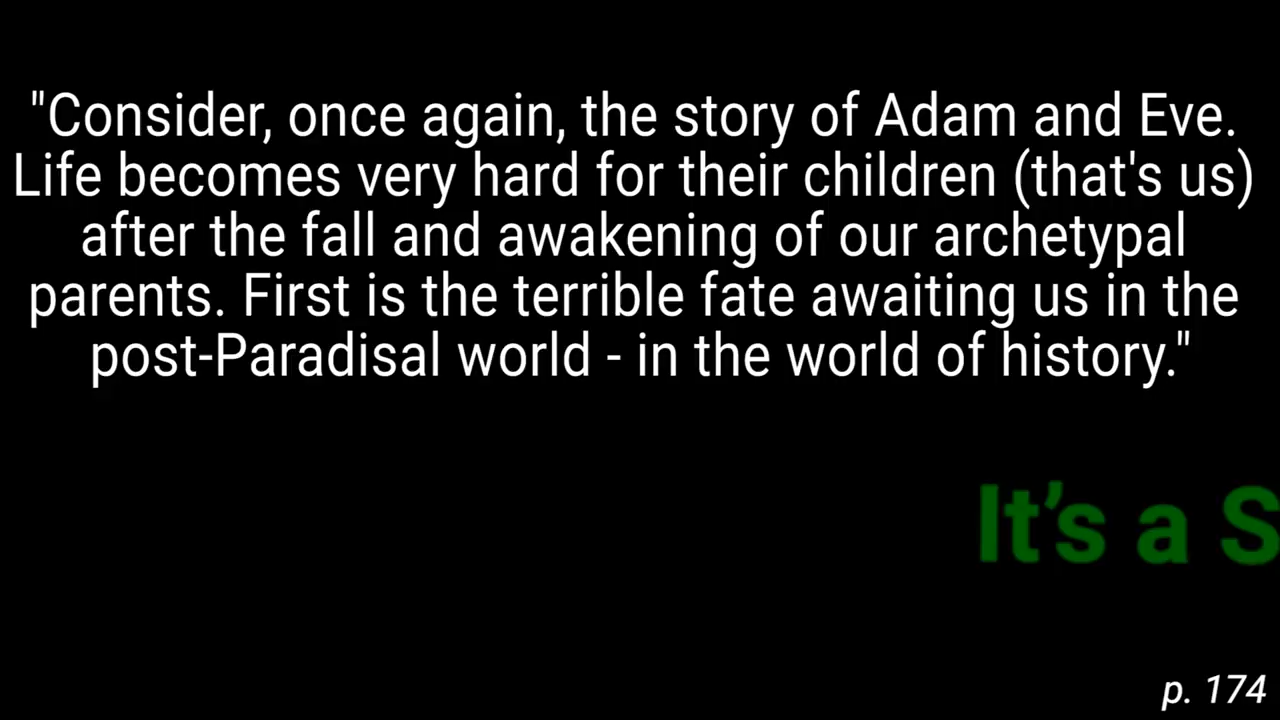 "Consider, once again, the story of Adam and Eve.
Life becomes very hard for their children (that's us)
after the fall and awakening of our archetypal
parents. First is the terrible fate awaiting us in the
post-Paradisal world - in the world of history."
It’s a S
p. 174